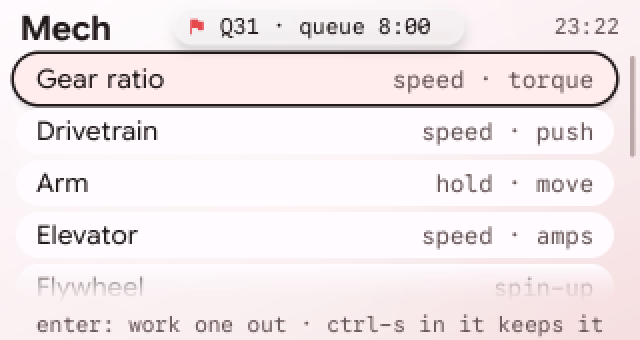 Mech
Q31 · queue 8:00
23:22
Gear ratio speed · torque
Drivetrain speed · push
Arm hold · move
Elevator speed · amps
Flywheel spin-up
enter: work one out · ctrl-s in it keeps it